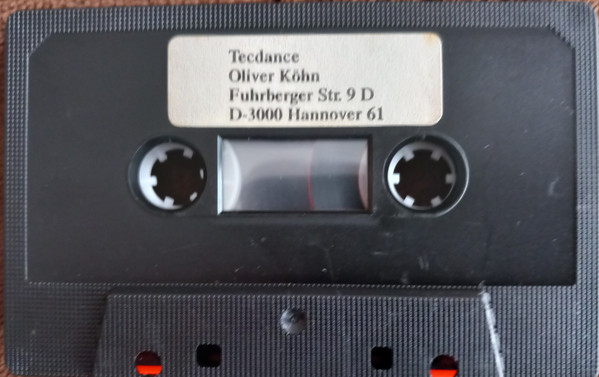 Tecdance
Oliver Köhn
Fuhrberger Str. 9 D
D-3000 Hannover 61